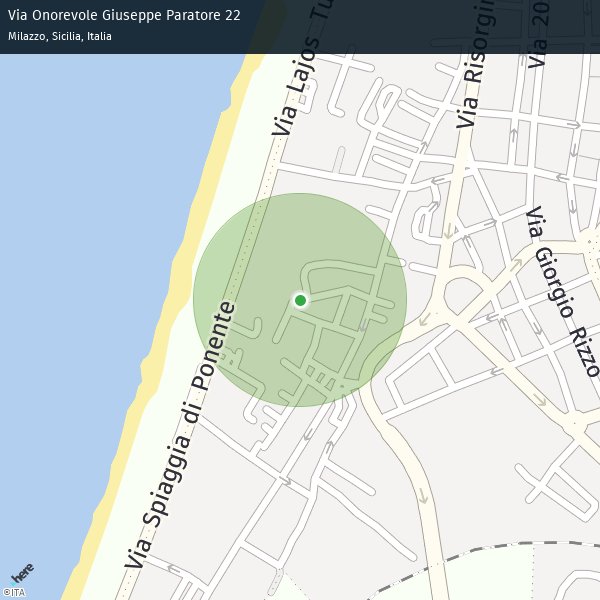 Via Onorevole Giuseppe Paratore 22
Milazzo, Sicilia, Italia
Via Lajos Tu
Via Risorgin
Via 20
Via Giorgio Rizzo
Via Spiaggia di Ponente
here
©ITA